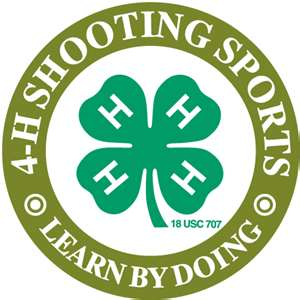 4-H SHOOTING SPORTS
H H
H H
18 USC 707
LEARN BY DOING